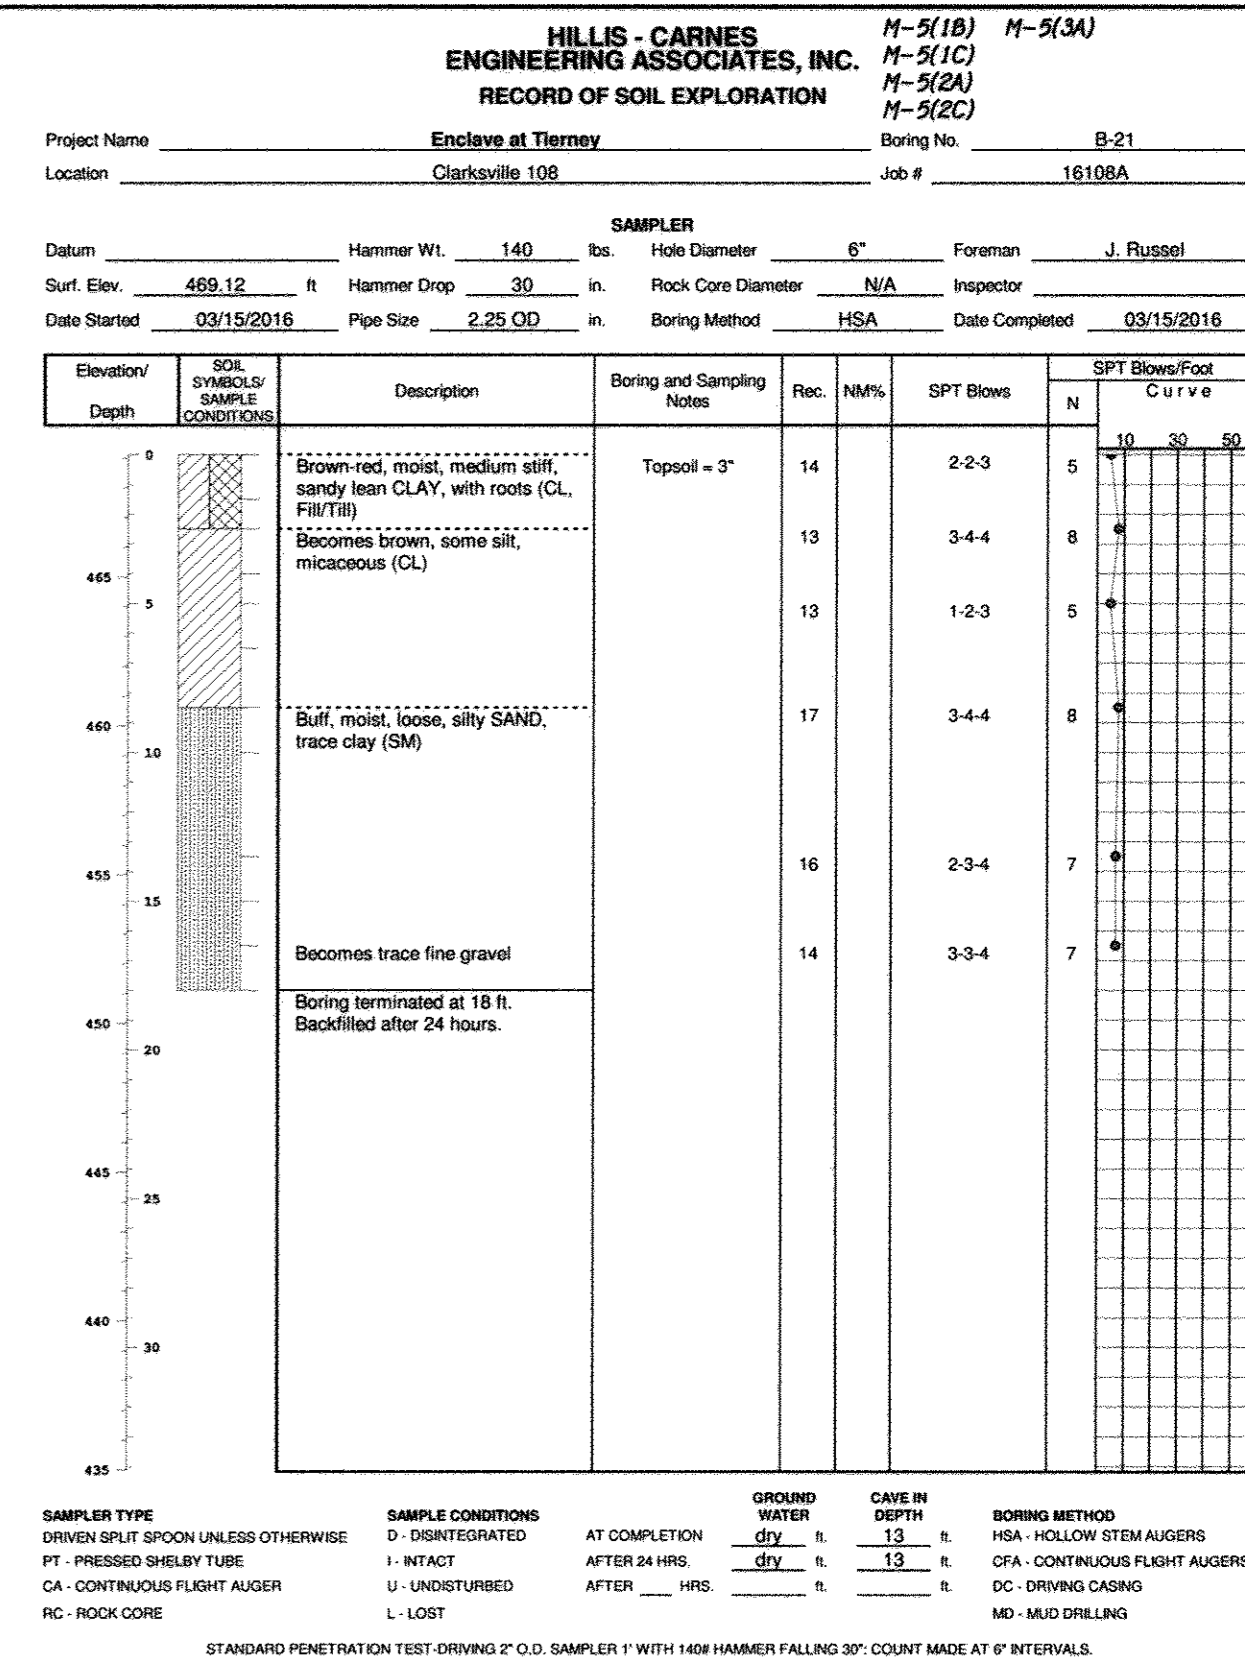 HILLIS - CARNES
ENGINEERING ASSOCIATES, INC.
RECORD OF SOIL EXPLORATION
M-5(1B) M-5(3A)
M-5(1C)
M-5(2A)
M-5(2C)
Project Name Enclave at Tierney Boring No. B-21
Location Clarksville 108 Job # 16108A
SAMPLER
Datum Hammer Wt. 140 lbs. Hole Diameter 6" Foreman J. Russel
Surf. Elev. 469.12 ft Hammer Drop 30 in. Rock Core Diameter N/A Inspector
Date Started 03/15/2016 Pipe Size 2.25 OD in. Boring Method HSA Date Completed 03/15/2016
Elevation/
Depth
SOIL
SYMBOLS/
SAMPLE
CONDITIONS
Description
Boring and Sampling
Notes
Rec.
NM%
SPT Blows
SPT Blows/Foot
N
Curve
10 30 50
0
Brown-red, moist, medium stiff,
sandy lean CLAY, with roots (CL,
Fill/Till)
Topsoil = 3"
14 2-2-3 5
Becomes brown, some silt,
micaceous (CL)
13 3-4-4 8
465
5
13 1-2-3 5
Buff, moist, loose, silty SAND,
trace clay (SM)
17 3-4-4 8
460
10
16 2-3-4 7
455
15
Becomes trace fine gravel
14 3-3-4 7
Boring terminated at 18 ft.
Backfilled after 24 hours.
450
20
445
25
440
30
435
SAMPLER TYPE
DRIVEN SPLIT SPOON UNLESS OTHERWISE
PT - PRESSED SHELBY TUBE
CA - CONTINUOUS FLIGHT AUGER
RC - ROCK CORE
SAMPLE CONDITIONS
D - DISINTEGRATED
I - INTACT
U - UNDISTURBED
L - LOST
GROUND
WATER
CAVE IN
DEPTH
AT COMPLETION dry ft. 13 ft.
AFTER 24 HRS. dry ft. 13 ft.
AFTER ___ HRS. ft. ft.
BORING METHOD
HSA - HOLLOW STEM AUGERS
CFA - CONTINUOUS FLIGHT AUGERS
DC - DRIVING CASING
MD - MUD DRILLING
STANDARD PENETRATION TEST-DRIVING 2" O.D. SAMPLER 1' WITH 140# HAMMER FALLING 30": COUNT MADE AT 6" INTERVALS.